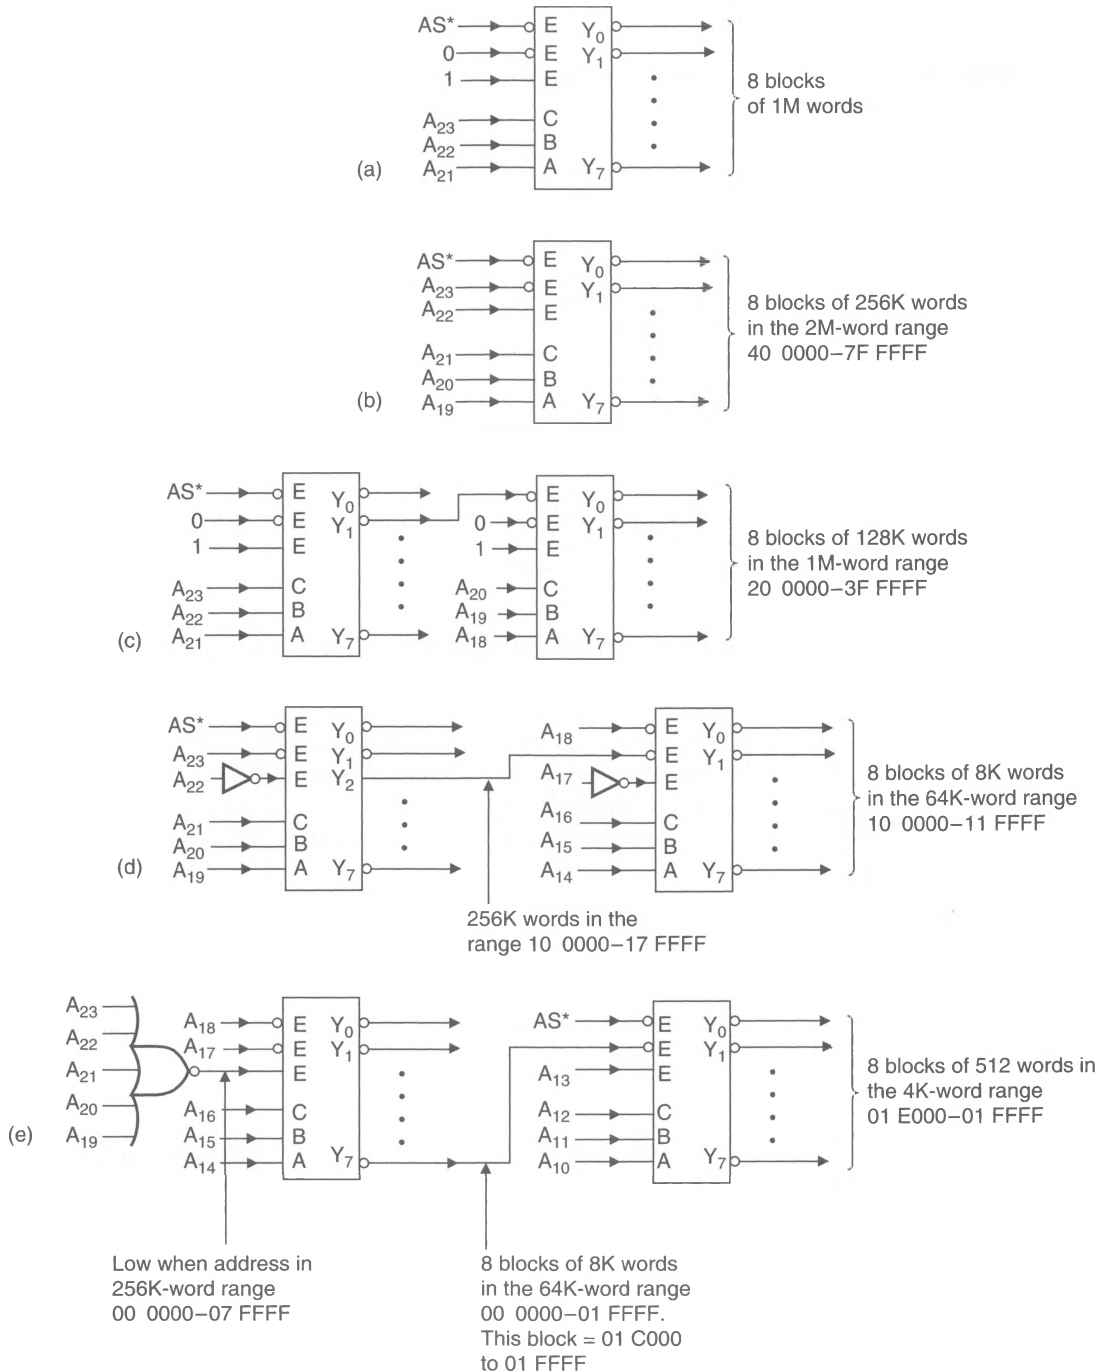 AS* E Y0
0 E Y1
1 E
A23 C
A22 B
(a) A21 A Y7
8 blocks
of 1M words
AS* E Y0
A23 E Y1
A22 E
A21 C
A20 B
(b) A19 A Y7
8 blocks of 256K words
in the 2M-word range
40 0000–7F FFFF
AS* E Y0
0 E Y1
1 E
A23 C
A22 B
(c) A21 A Y7
E Y0
0 E Y1
1 E
A20 C
A19 B
A18 A Y7
8 blocks of 128K words
in the 1M-word range
20 0000–3F FFFF
AS* E Y0
A23 E Y1
A22 E Y2
A21 C
A20 B
(d) A19 A Y7
A18 E Y0
E Y1
A17 E
A16 C
A15 B
A14 A Y7
8 blocks of 8K words
in the 64K-word range
10 0000–11 FFFF
256K words in the
range 10 0000–17 FFFF
A23
A22
A21
A20
(e) A19
A18 E Y0
A17 E Y1
E
A16 C
A15 B
A14 A Y7
AS* E Y0
E Y1
A13 E
A12 C
A11 B
A10 A Y7
8 blocks of 512 words in
the 4K-word range
01 E000–01 FFFF
Low when address in
256K-word range
00 0000–07 FFFF
8 blocks of 8K words
in the 64K-word range
00 0000–01 FFFF.
This block = 01 C000
to 01 FFFF